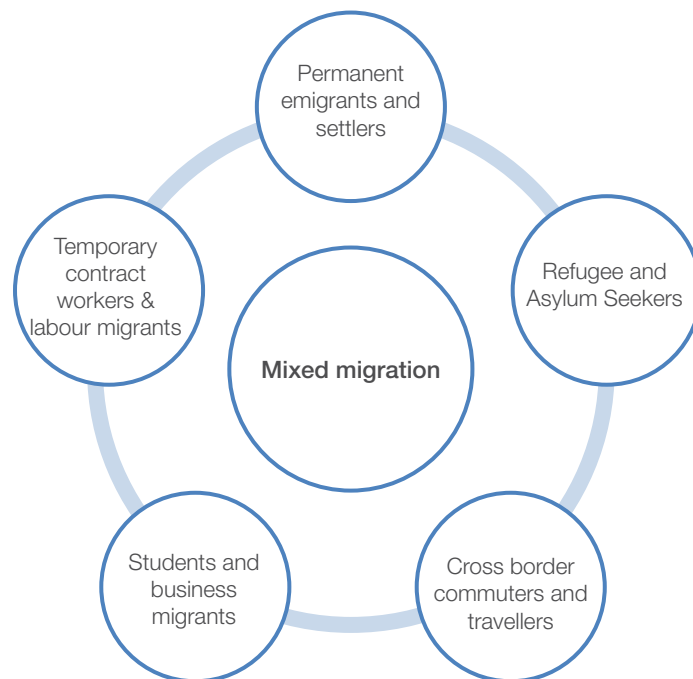 Permanent
emigrants and
settlers
Temporary
contract
workers &
labour migrants
Refugee and
Asylum Seekers
Mixed migration
Students and
business
migrants
Cross border
commuters and
travellers